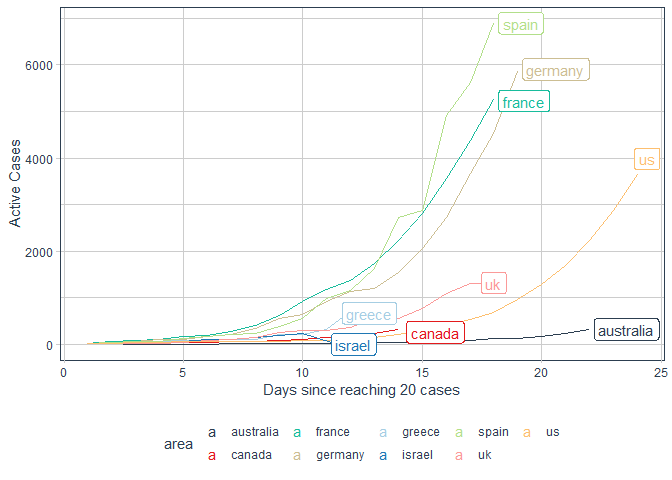 spain
6000
germany
france
us
4000
Active Cases
2000
uk
greece
canada
australia
israel
0
0 5 10 15 20 25
Days since reaching 20 cases
area
a australia a france a greece a spain a us
a canada a germany a israel a uk